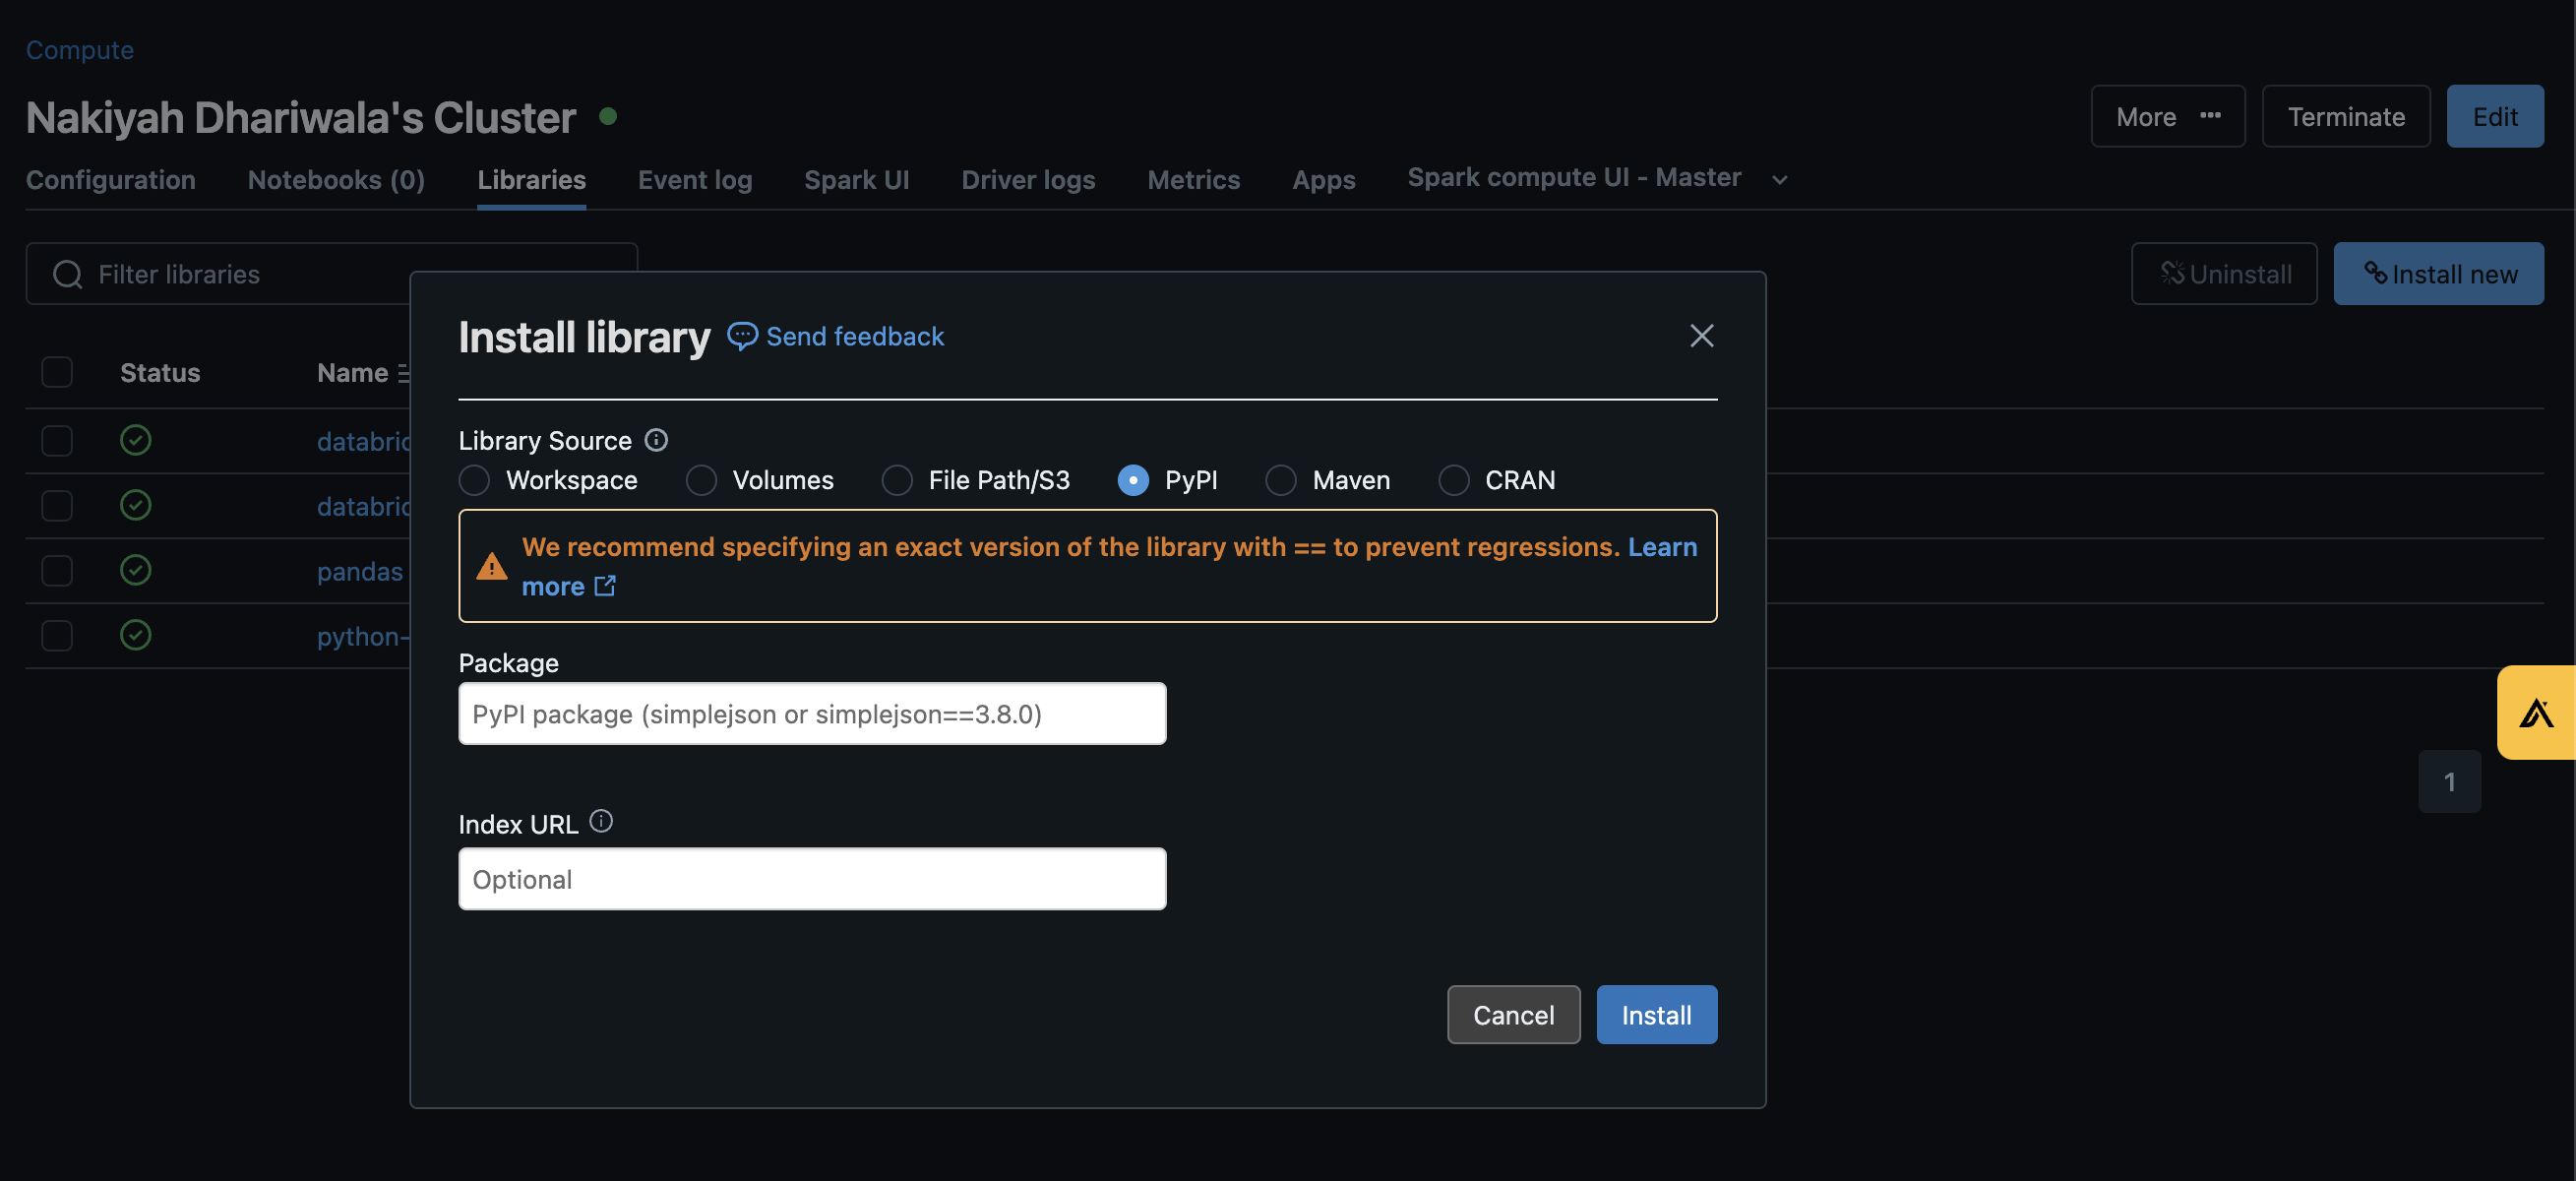 Compute
Nakiyah Dhariwala's Cluster
More
Terminate
Edit
Configuration
Notebooks (0)
Libraries
Event log
Spark UI
Driver logs
Metrics
Apps
Spark compute UI - Master
Filter libraries
Uninstall
Install new
Install library
Send feedback
Status
Name
Library Source
Workspace
Volumes
File Path/S3
PyPI
Maven
CRAN
We recommend specifying an exact version of the library with == to prevent regressions. Learn
more
pandas
python-
Package
PyPI package (simplejson or simplejson==3.8.0)
1
Index URL
Optional
Cancel
Install